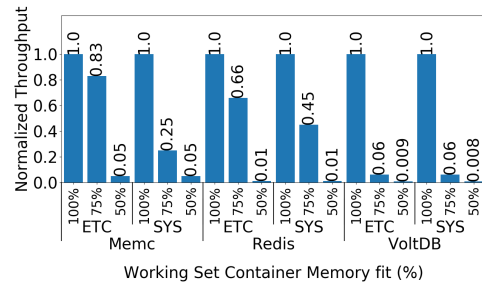 Normalized Throughput
1.0
0.8
0.6
0.4
0.2
0.0
1.0 0.83 0.05 1.0 0.25 0.05 1.0 0.66 0.01 1.0 0.45 0.01 1.0 0.06 0.009 1.0 0.06 0.008
100% 75% 50% 100% 75% 50% 100% 75% 50% 100% 75% 50% 100% 75% 50% 100% 75% 50%
ETC SYS ETC SYS ETC SYS
Memc Redis VoltDB
Working Set Container Memory fit (%)